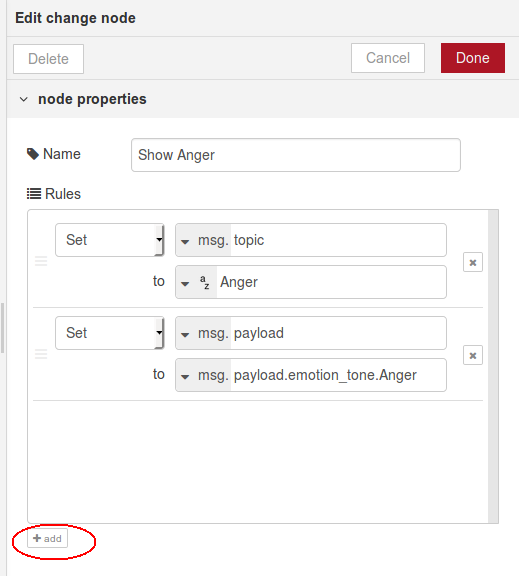 Edit change node
Delete Cancel Done
node properties
Name Show Anger
Rules
Set msg. topic
to az Anger
Set msg. payload
to msg. payload.emotion_tone.Anger
add